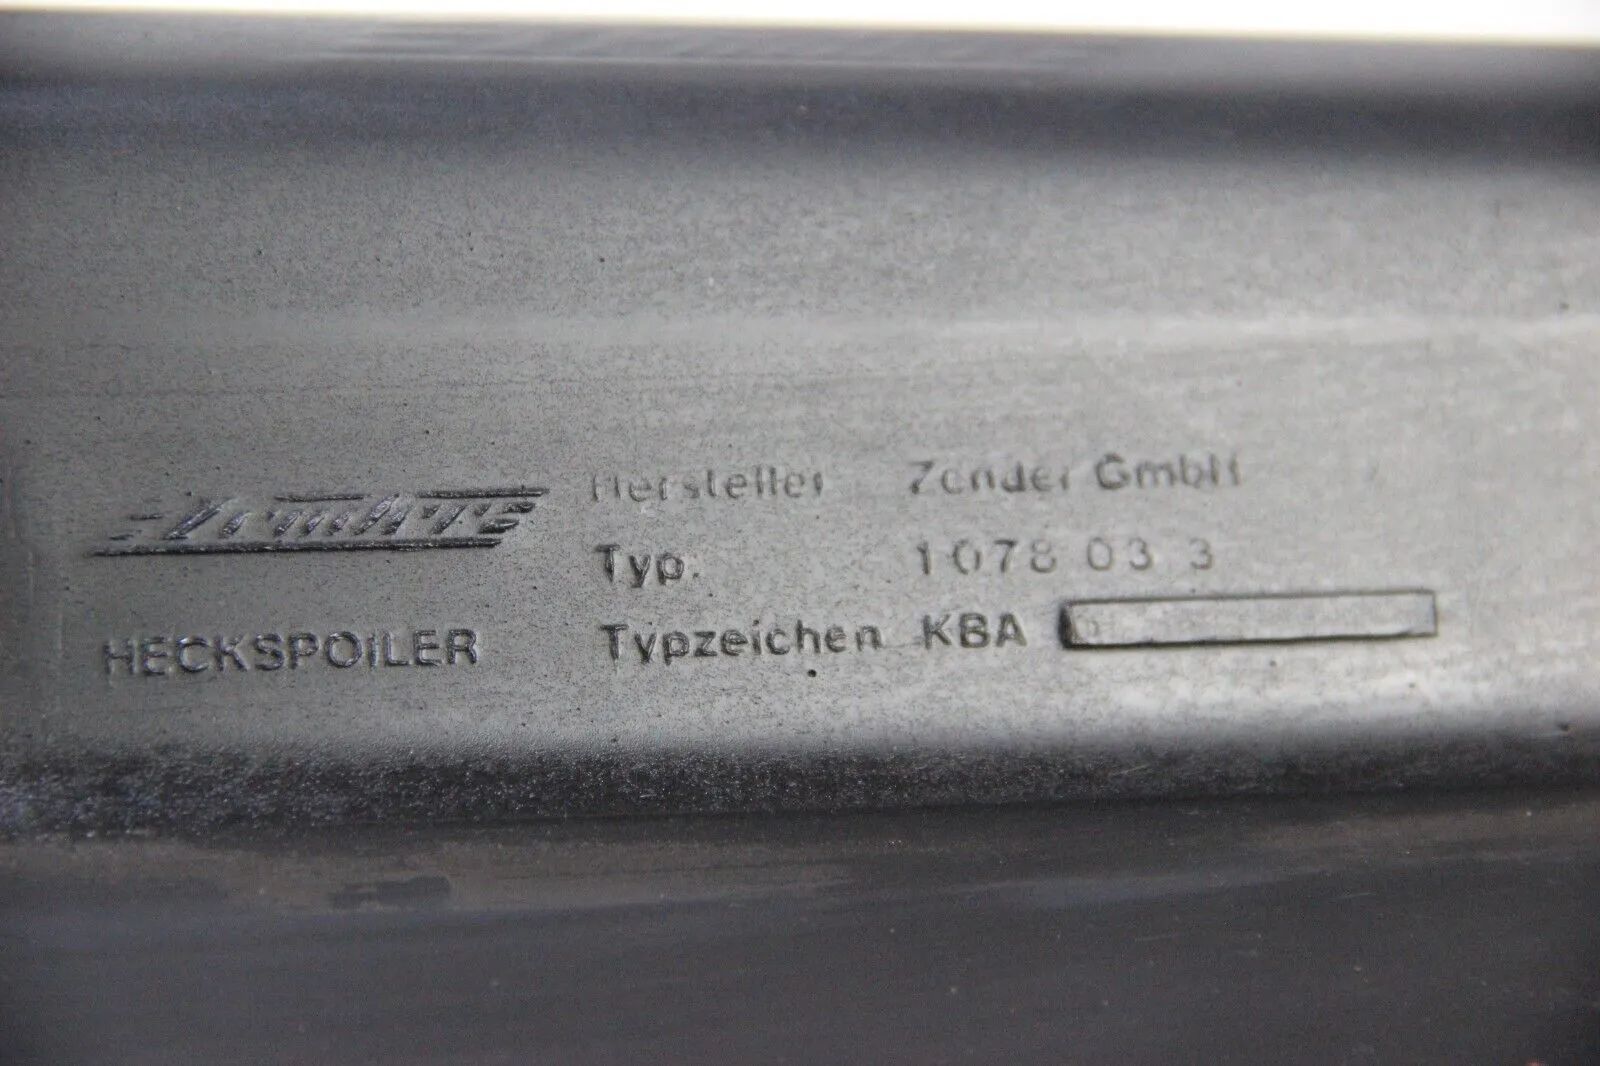 Hersteller Zender GmbH
Typ. 1078 03 3
HECKSPOILER
Typzeichen KBA